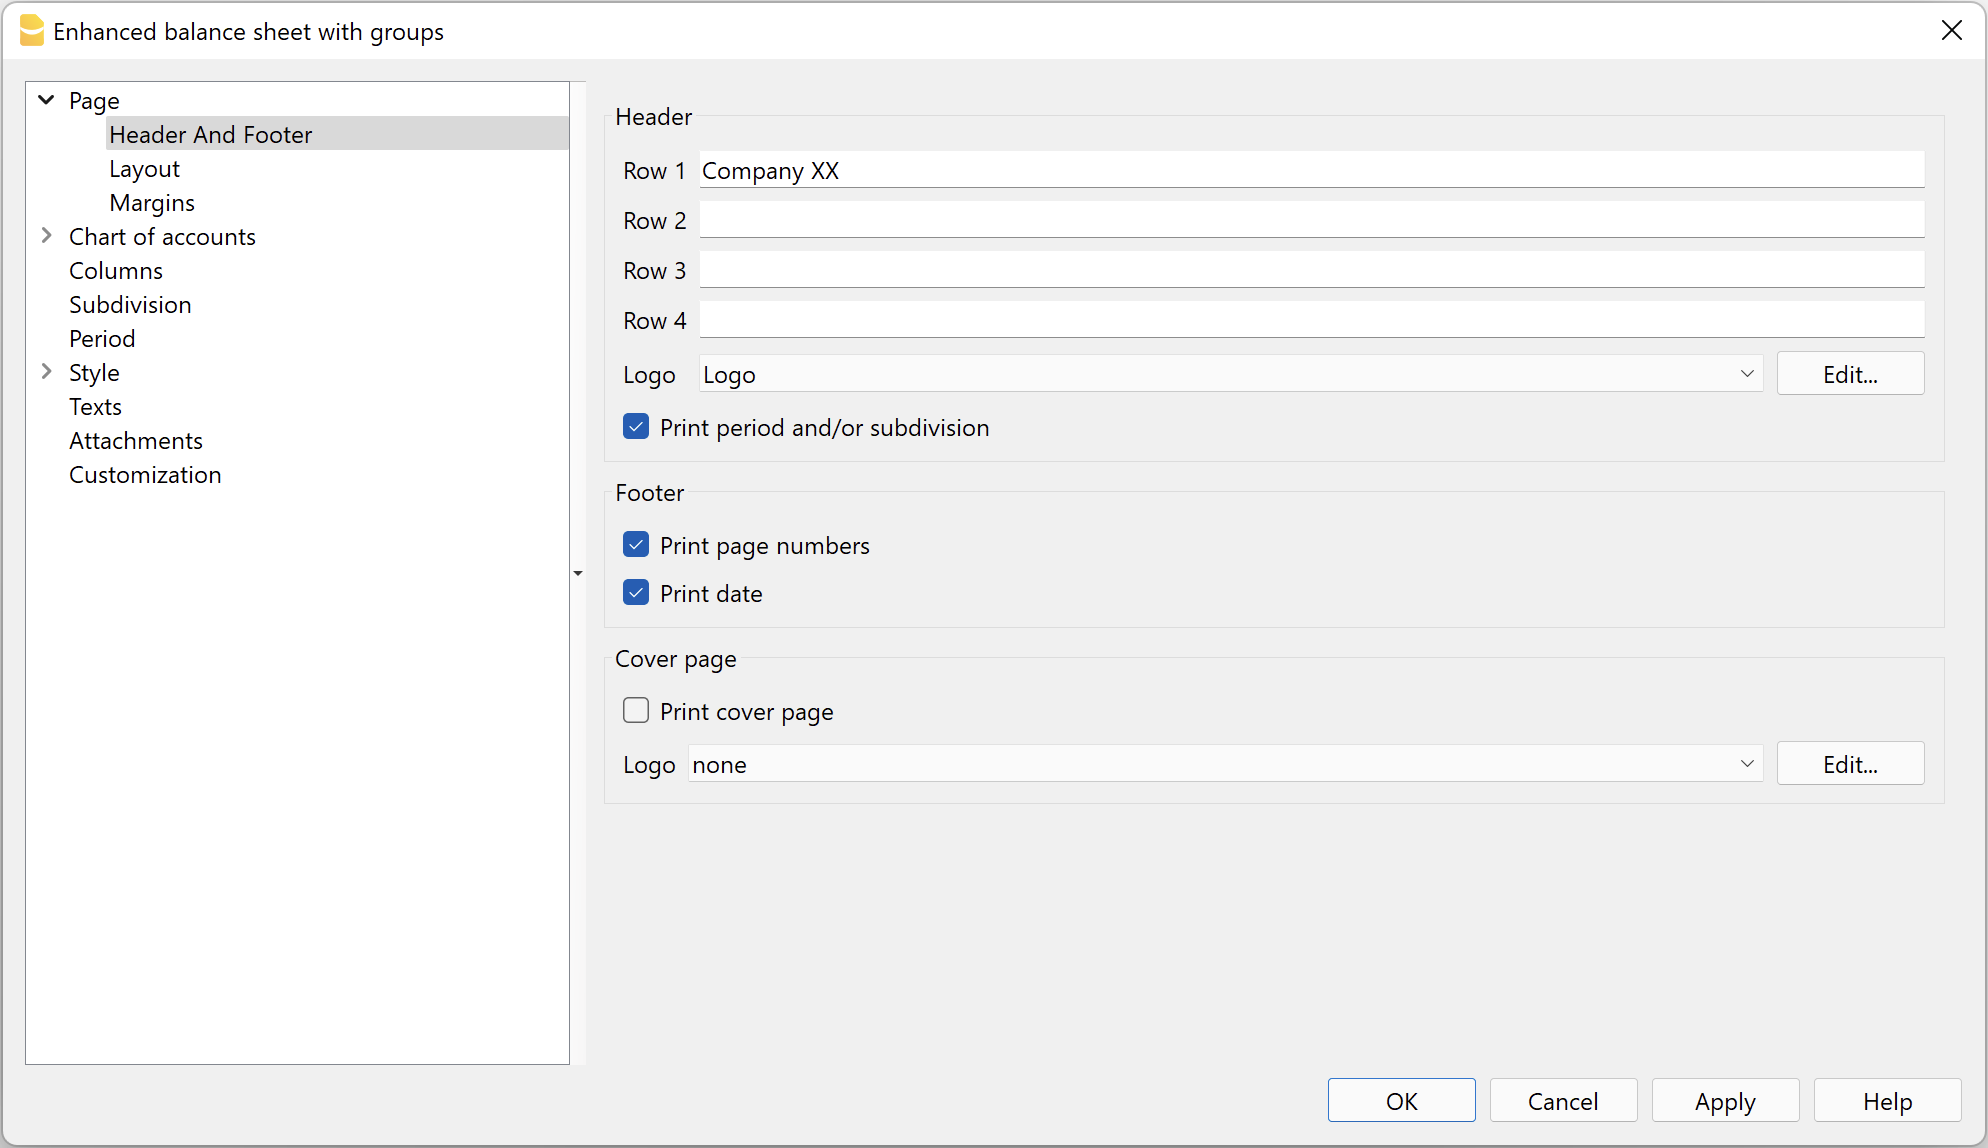 Enhanced balance sheet with groups
Page
Header And Footer
Layout
Margins
Chart of accounts
Columns
Subdivision
Period
Style
Texts
Attachments
Customization
Header
Row 1 Company XX
Row 2
Row 3
Row 4
Logo Logo Edit...
Print period and/or subdivision
Footer
Print page numbers
Print date
Cover page
Print cover page
Logo none Edit...
OK Cancel Apply Help